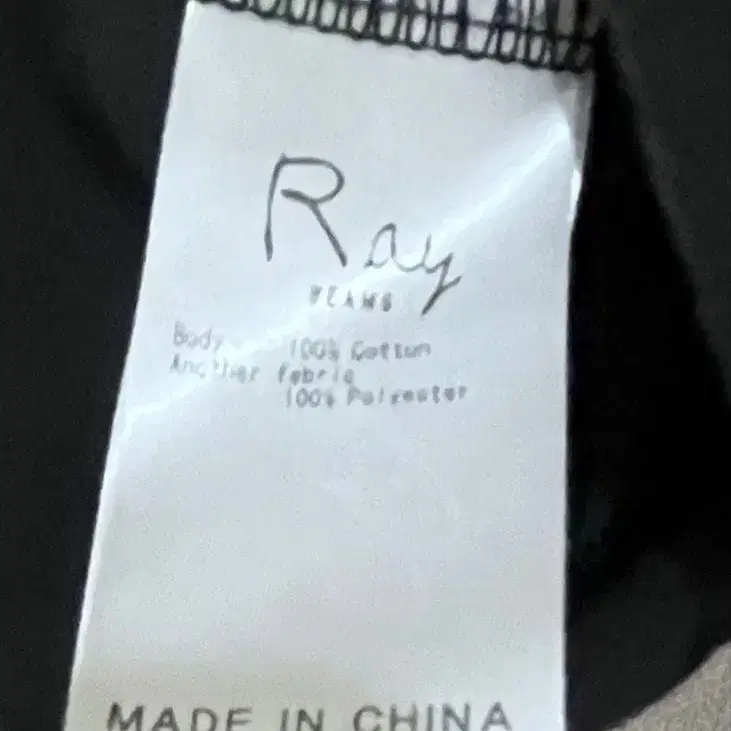 Ray
BEAMS
Body 100% Cotton
Another fabric
100% Polyester
MADE IN CHINA